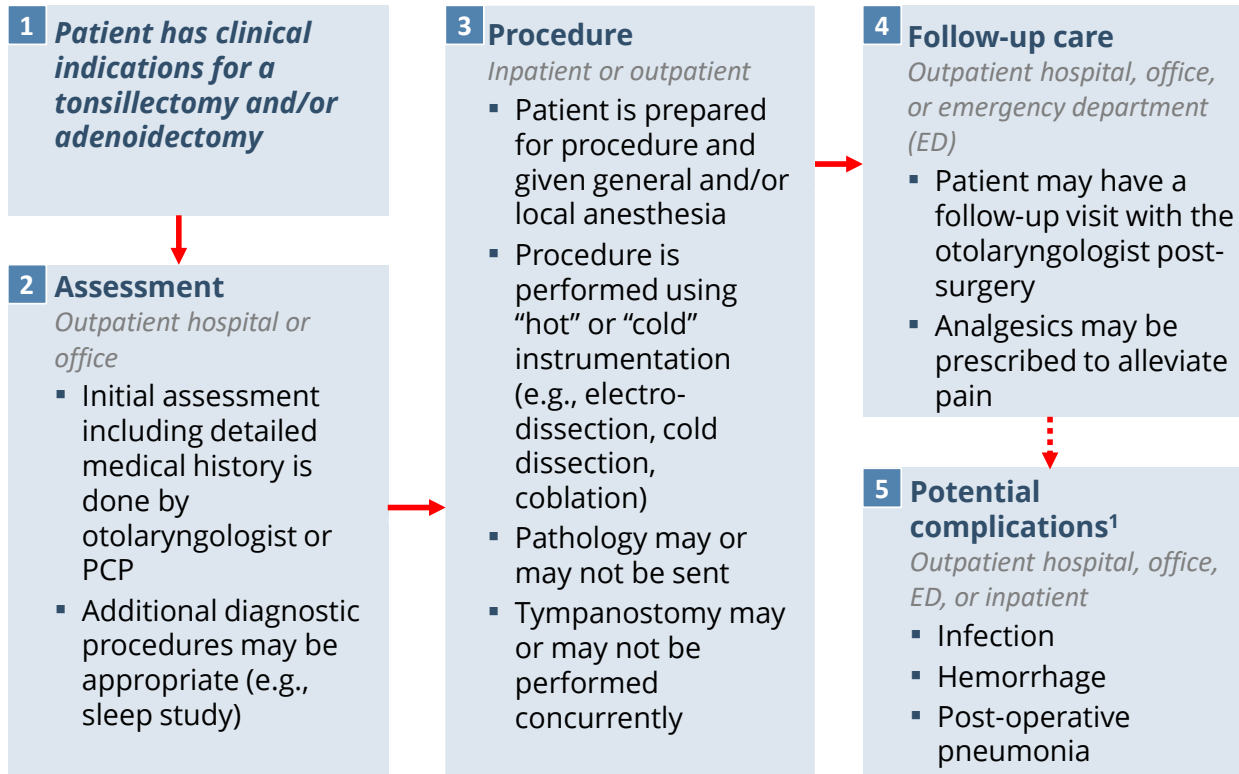 1 Patient has clinical
indications for a
tonsillectomy and/or
adenoidectomy
2 Assessment
Outpatient hospital or
office
▪ Initial assessment
including detailed
medical history is
done by
otolaryngologist or
PCP
▪ Additional diagnostic
procedures may be
appropriate (e.g.,
sleep study)
3 Procedure
Inpatient or outpatient
▪ Patient is prepared
for procedure and
given general and/or
local anesthesia
▪ Procedure is
performed using
“hot” or “cold”
instrumentation
(e.g., electro-
dissection, cold
dissection,
coblation)
▪ Pathology may or
may not be sent
▪ Tympanostomy may
or may not be
performed
concurrently
4 Follow-up care
Outpatient hospital, office,
or emergency department
(ED)
▪ Patient may have a
follow-up visit with the
otolaryngologist post-
surgery
▪ Analgesics may be
prescribed to alleviate
pain
5 Potential
complications¹
Outpatient hospital, office,
ED, or inpatient
▪ Infection
▪ Hemorrhage
▪ Post-operative
pneumonia